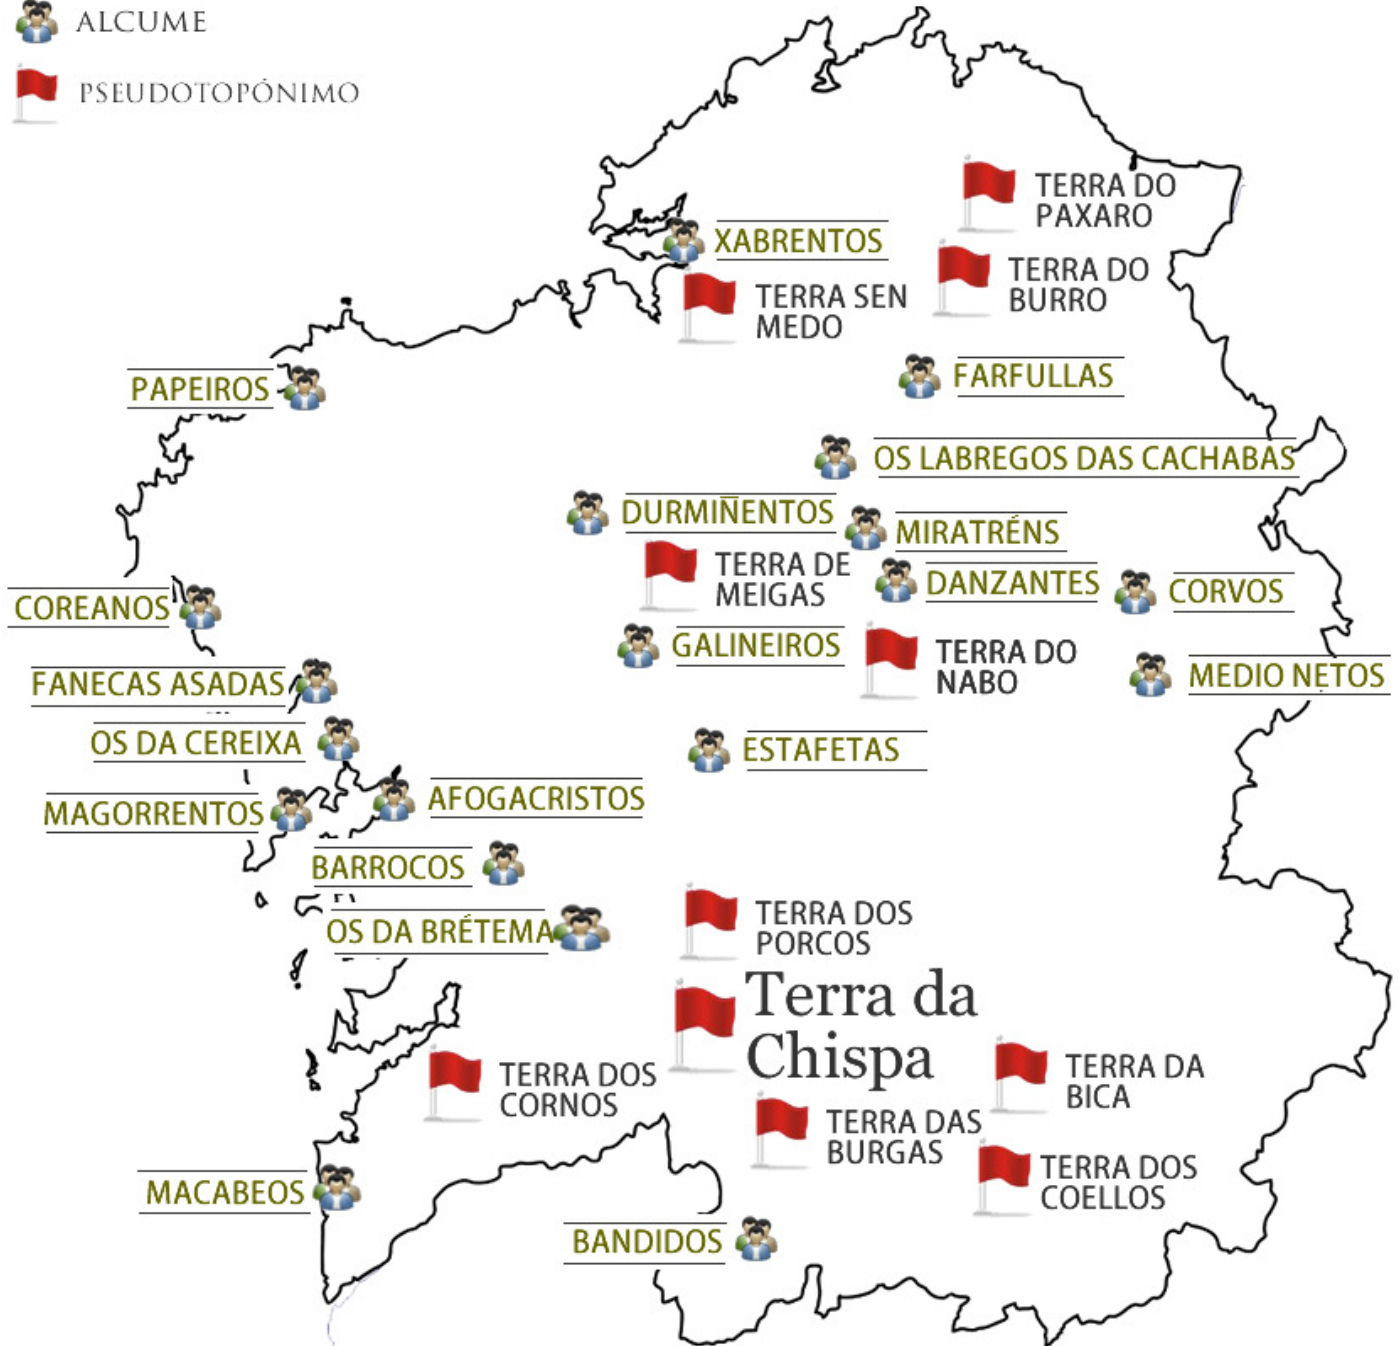 ALCUME
PSEUDOTOPÓNIMO
TERRA DO
PAXARO
XABRENTOS
TERRA DO
BURRO
TERRA SEN
MEDO
PAPEIROS
FARFULLAS
OS LABREGOS DAS CACHABAS
DURMIÑENTOS
MIRATRÉNS
TERRA DE
MEIGAS
DANZANTES
CORVOS
COREANOS
GALINEIROS
TERRA DO
NABO
MEDIO NETOS
FANECAS ASADAS
OS DA CEREIXA
ESTAFETAS
MAGORRENTOS
AFOGACRISTOS
BARROCOS
OS DA BRÉTEMA
TERRA DOS
PORCOS
Terra da
Chispa
TERRA DOS
CORNOS
TERRA DA
BICA
TERRA DAS
BURGAS
TERRA DOS
COELLOS
MACABEOS
BANDIDOS